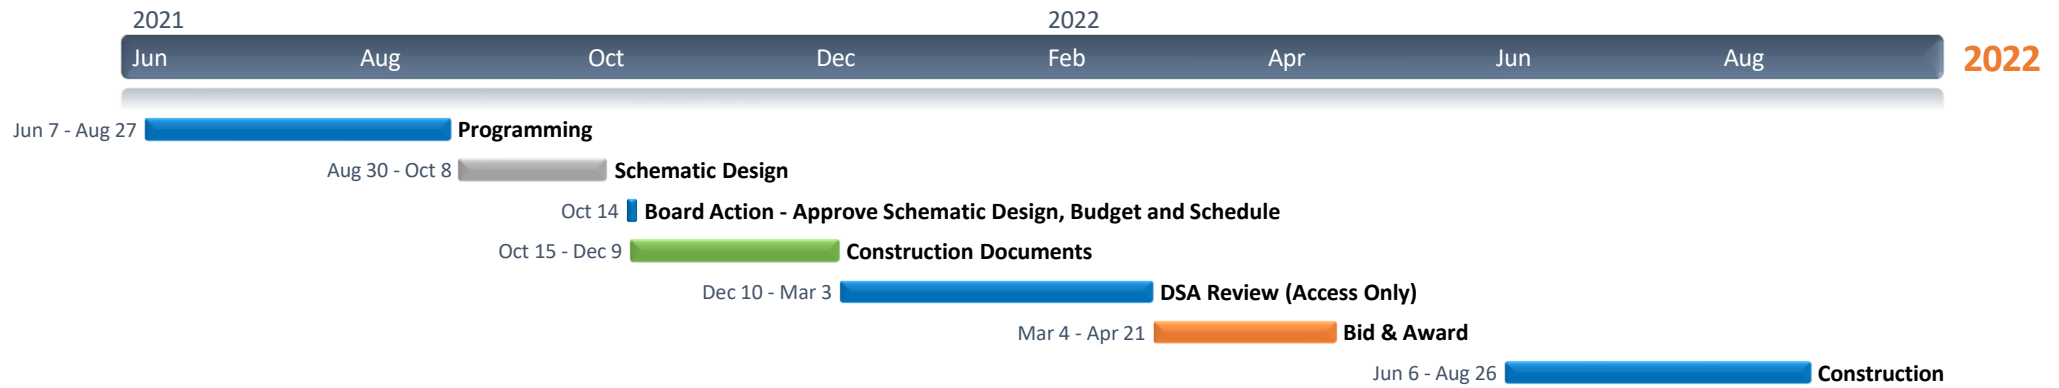 2021 2022
Jun Aug Oct Dec Feb Apr Jun Aug 2022
Jun 7 - Aug 27 Programming
Aug 30 - Oct 8 Schematic Design
Oct 14 Board Action - Approve Schematic Design, Budget and Schedule
Oct 15 - Dec 9 Construction Documents
Dec 10 - Mar 3 DSA Review (Access Only)
Mar 4 - Apr 21 Bid & Award
Jun 6 - Aug 26 Construction